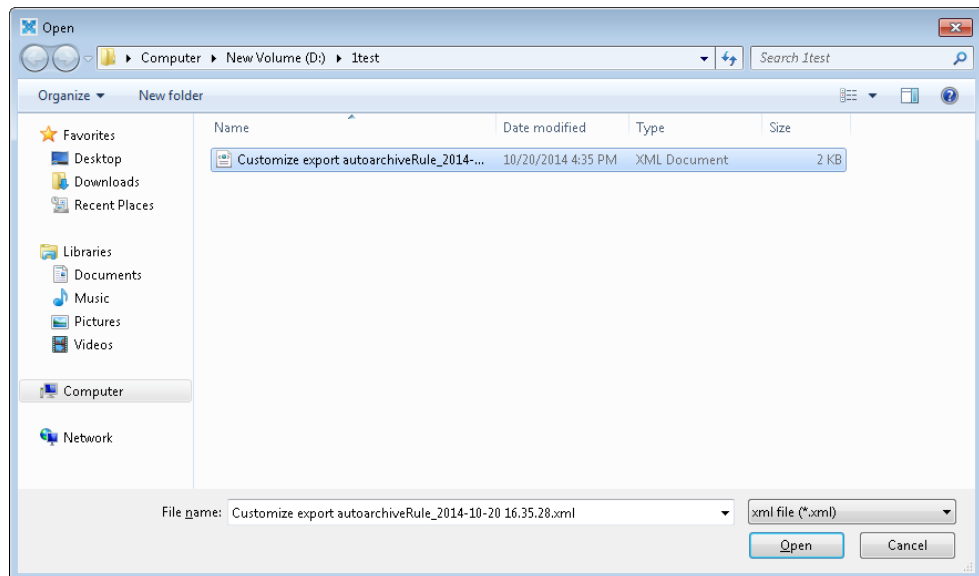 Open
Computer ▸ New Volume (D:) ▸ 1test
Search 1test
Organize
New folder
Favorites
Desktop
Downloads
Recent Places
Libraries
Documents
Music
Pictures
Videos
Computer
Network
Name Date modified Type Size
Customize export autoarchiveRule_2014-... 10/20/2014 4:35 PM XML Document 2 KB
File name: Customize export autoarchiveRule_2014-10-20 16.35.28.xml
xml file (*.xml)
Open Cancel